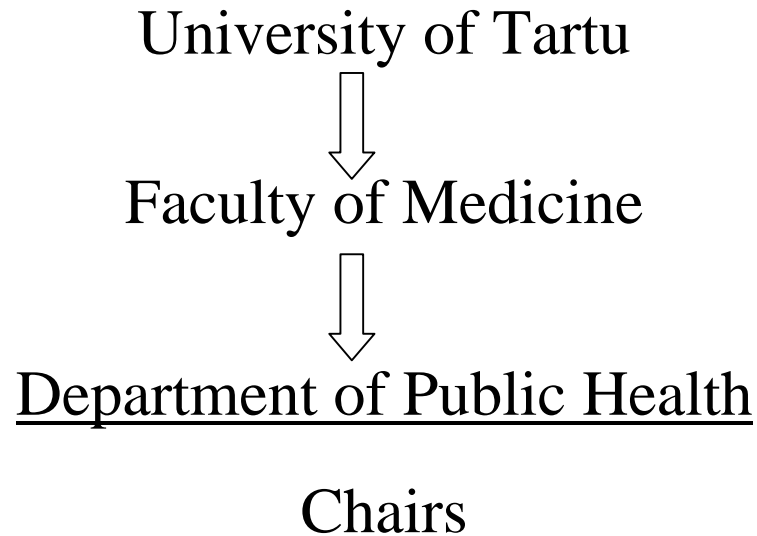 University of Tartu
Faculty of Medicine
Department of Public Health
Chairs